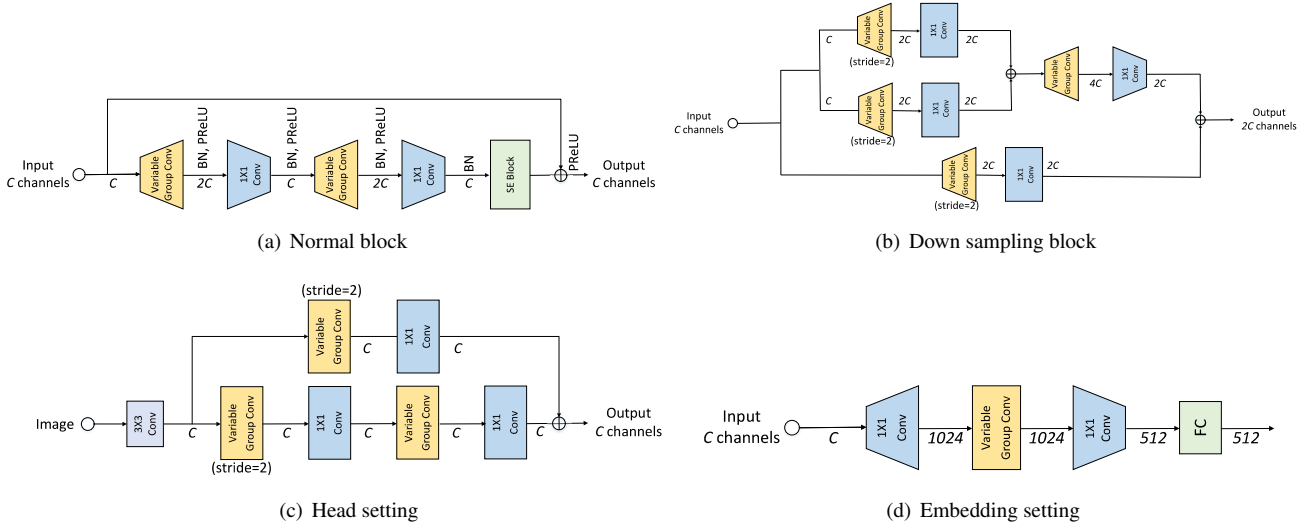 Input
C channels
C
Variable
Group Conv
BN, PReLU
2C
1X1
Conv
BN, PReLU
C
Variable
Group Conv
BN, PReLU
2C
1X1
Conv
BN
C
SE Block
PReLU
Output
C channels
(a) Normal block
Input
C channels
C
Variable
Group Conv
(stride=2)
2C
1X1
Conv
2C
C
Variable
Group Conv
(stride=2)
2C
1X1
Conv
2C
Variable
Group Conv
4C
1X1
Conv
2C
Variable
Group Conv
(stride=2)
2C
1X1
Conv
2C
Output
2C channels
(b) Down sampling block
(stride=2)
Variable
Group Conv
C
1X1
Conv
C
Image
3X3
Conv
C
Variable
Group Conv
(stride=2)
C
1X1
Conv
C
Variable
Group Conv
C
1X1
Conv
C
Output
C channels
(c) Head setting
Input
C channels
C
1X1
Conv
1024
Variable
Group Conv
1024
1X1
Conv
512
FC
512
(d) Embedding setting